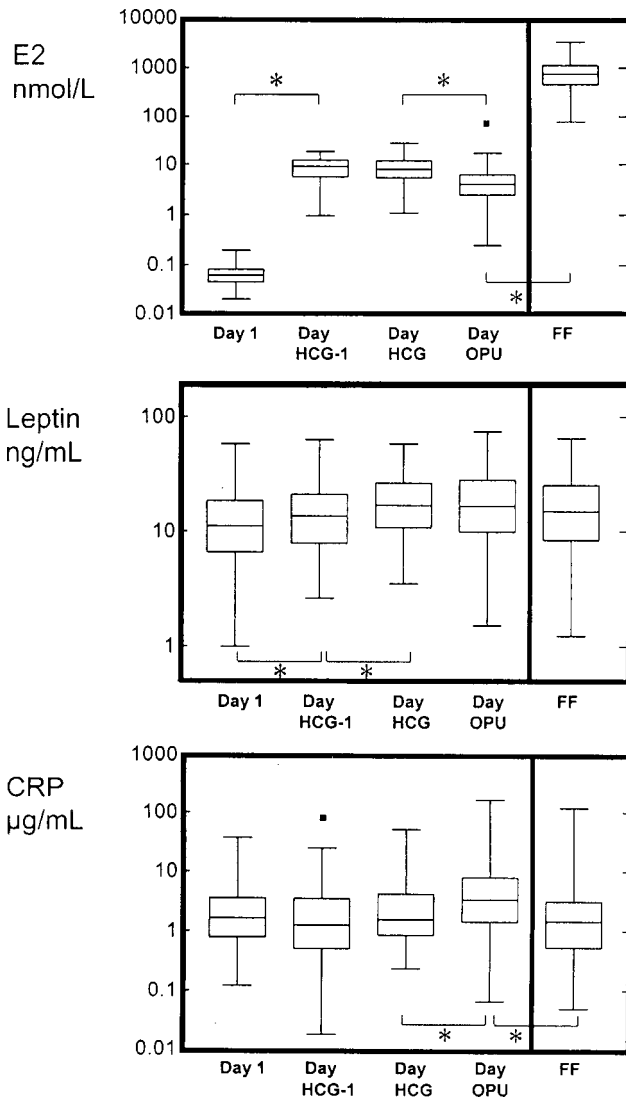 E2
nmol/L
10000
1000
100
10
1
0.1
0.01
*
*
*
Day 1
Day
HCG-1
Day
HCG
Day
OPU
FF
Leptin
ng/mL
100
10
1
*
*
Day 1
Day
HCG-1
Day
HCG
Day
OPU
FF
CRP
µg/mL
1000
100
10
1
0.1
0.01
*
*
Day 1
Day
HCG-1
Day
HCG
Day
OPU
FF